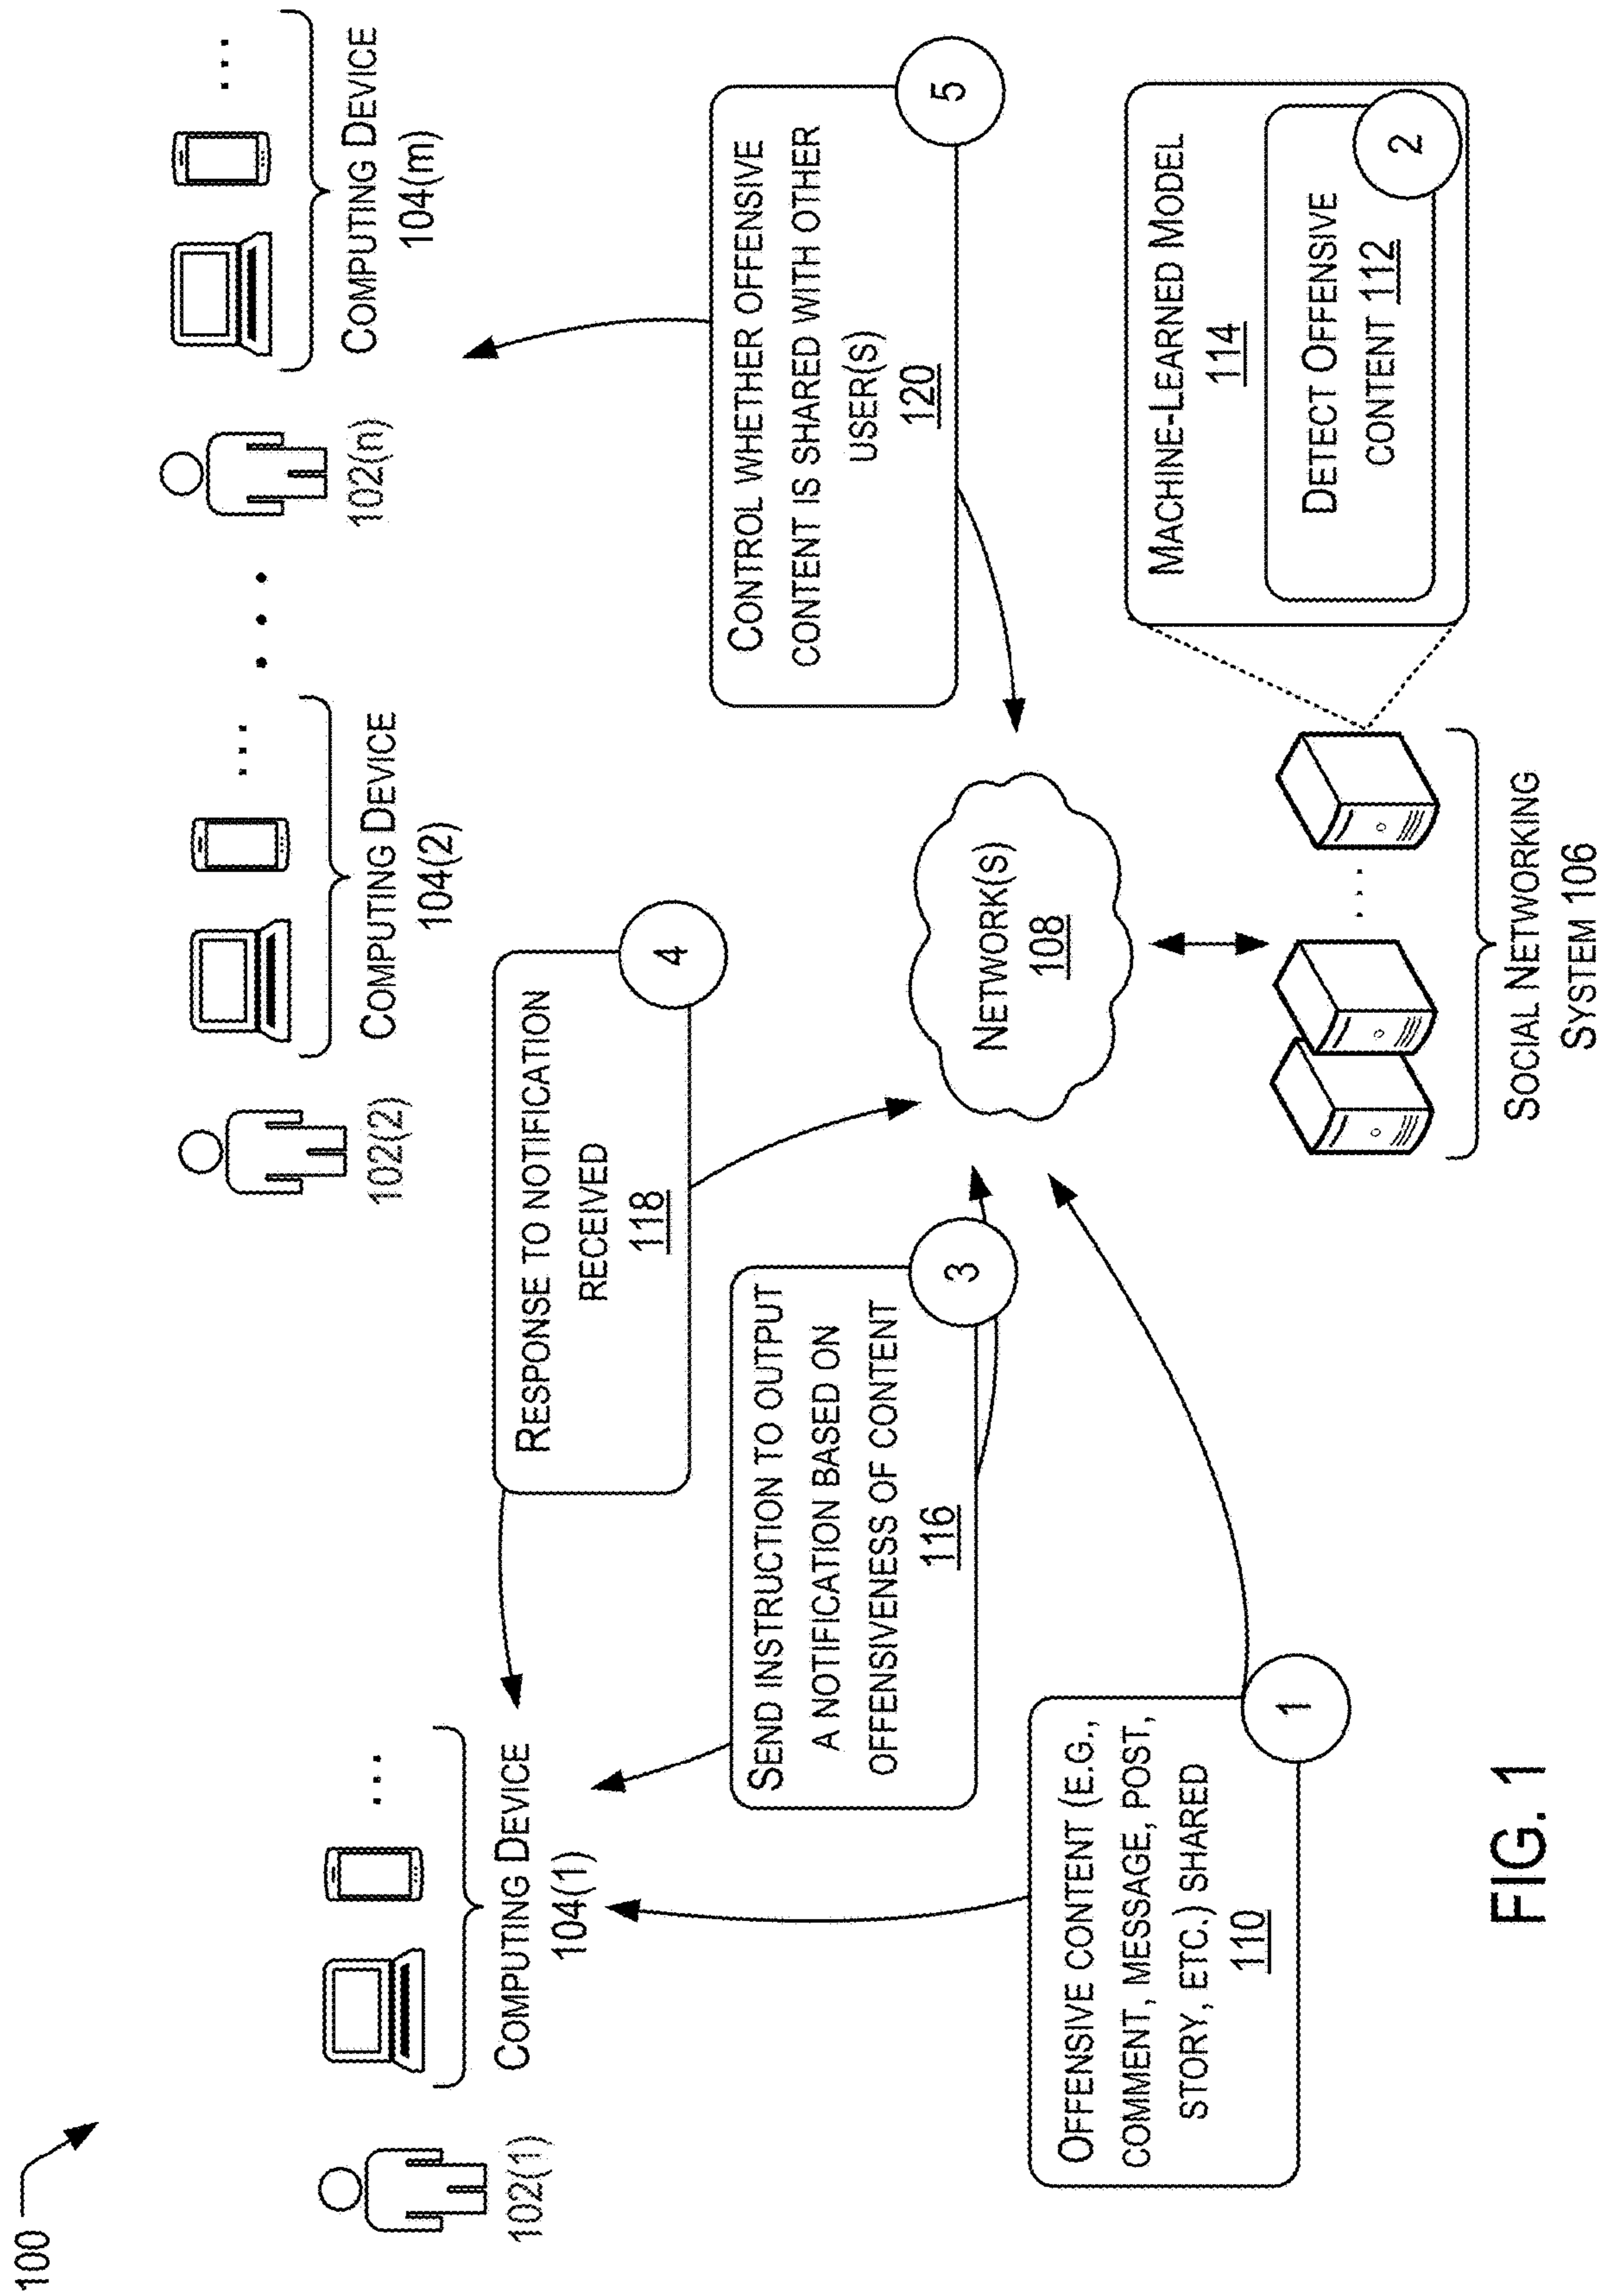 100
102(1)
COMPUTING DEVICE
104(1)
102(2)
COMPUTING DEVICE
104(2)
102(n)
COMPUTING DEVICE
104(m)
RESPONSE TO NOTIFICATION
RECEIVED
118
4
SEND INSTRUCTION TO OUTPUT
A NOTIFICATION BASED ON
OFFENSIVENESS OF CONTENT
116
3
CONTROL WHETHER OFFENSIVE
CONTENT IS SHARED WITH OTHER
USER(S)
120
5
OFFENSIVE CONTENT (E.G.,
COMMENT, MESSAGE, POST,
STORY, ETC.) SHARED
110
1
NETWORK(S)
108
MACHINE-LEARNED MODEL
114
DETECT OFFENSIVE
CONTENT 112
2
SOCIAL NETWORKING
SYSTEM 106
FIG. 1